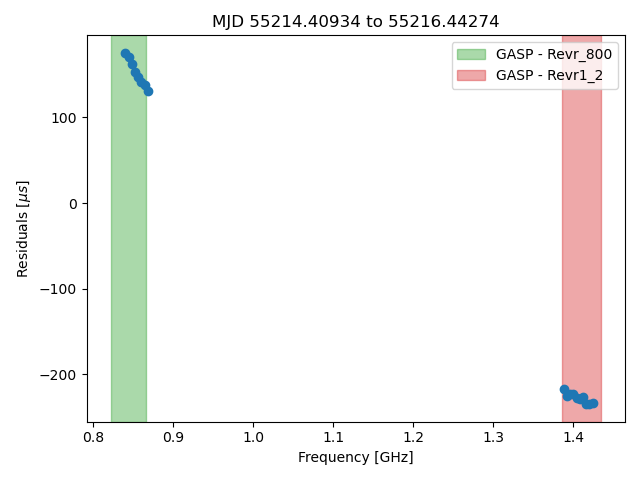 MJD 55214.40934 to 55216.44274
GASP - Revr_800
GASP - Revr1_2
100
0
−100
−200
Residuals [μs]
0.8 0.9 1.0 1.1 1.2 1.3 1.4
Frequency [GHz]